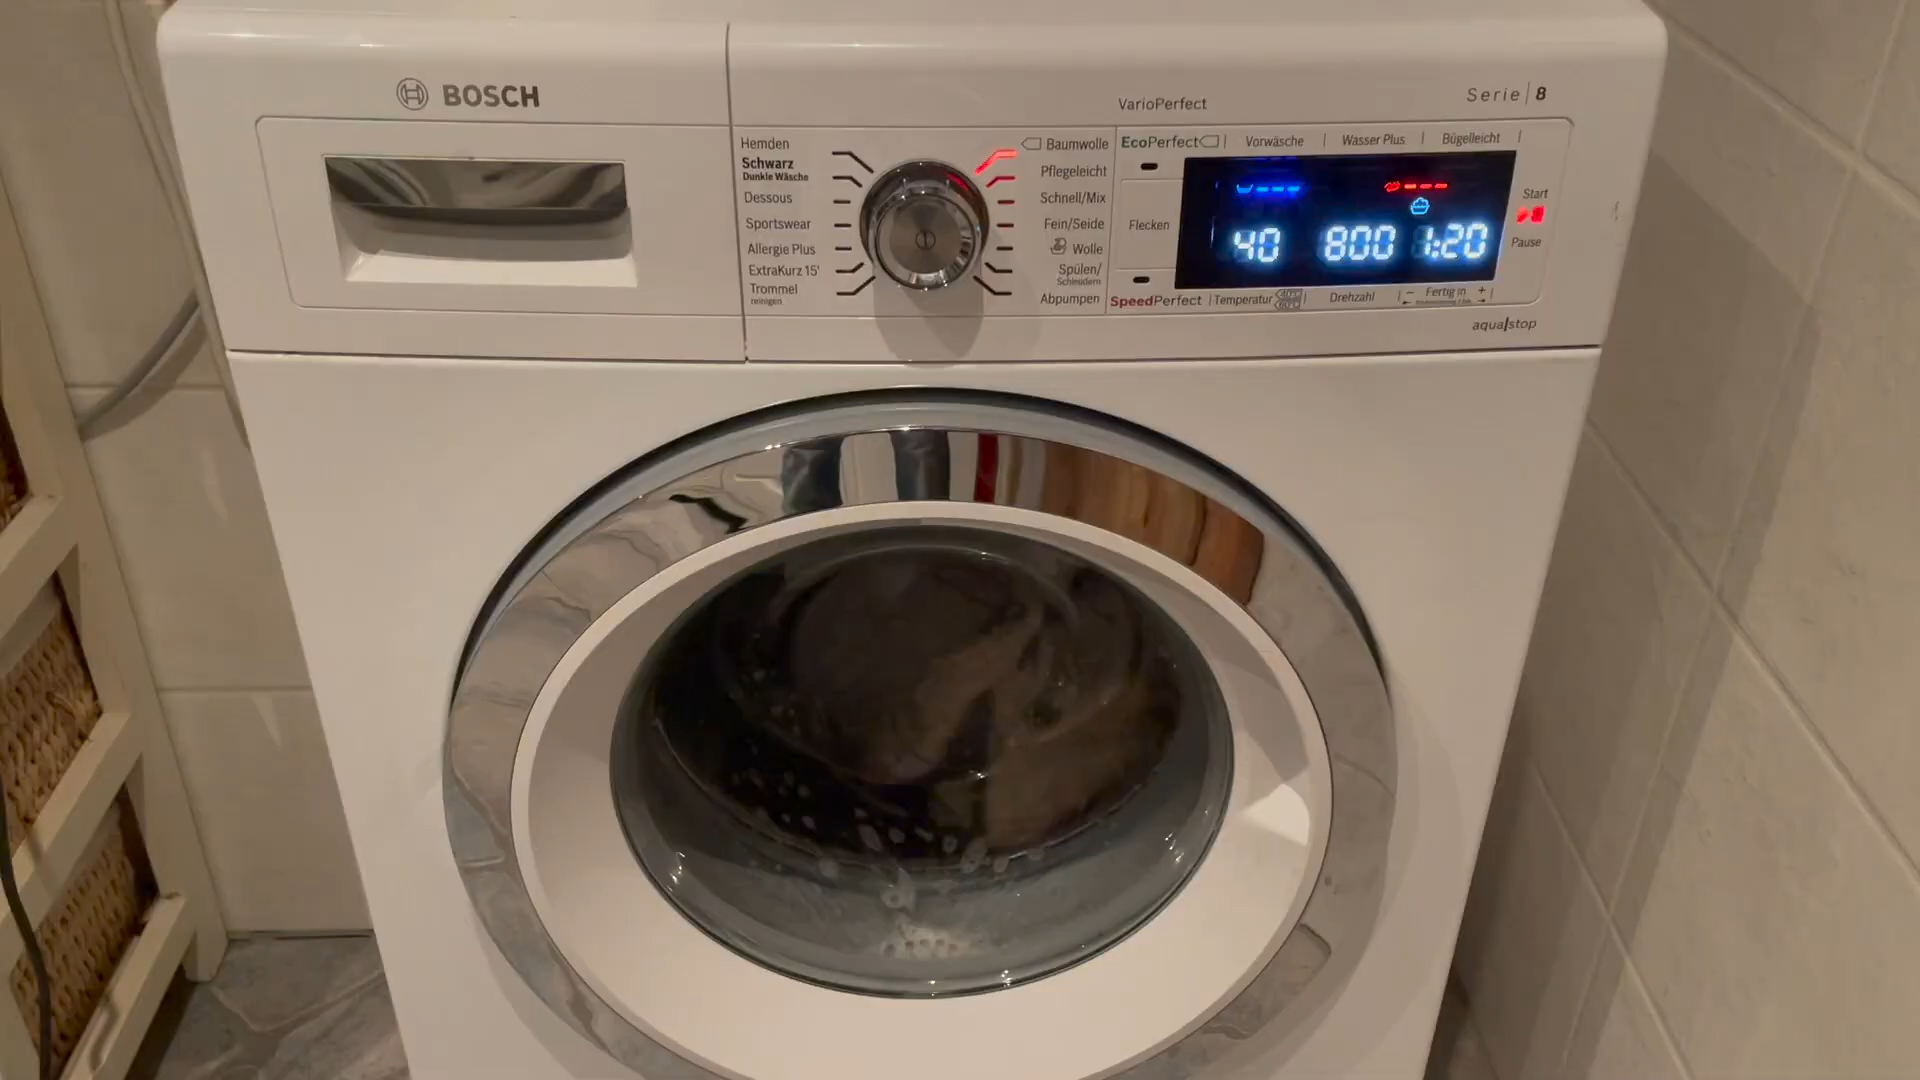 BOSCH
Serie | 8
VarioPerfect
Hemden
Schwarz
Dunkle Wäsche
Dessous
Sportswear
Allergie Plus
ExtraKurz 15'
Trommel
reinigen
Baumwolle
Pflegeleicht
Schnell/Mix
Fein/Seide
Wolle
Spülen/
Schleudern
Abpumpen
EcoPerfect
Vorwäsche
Wasser Plus
Bügelleicht
Flecken
40 800 1:20
Start
Pause
SpeedPerfect
Temperatur
Drehzahl
− Fertig in +
aqua/stop